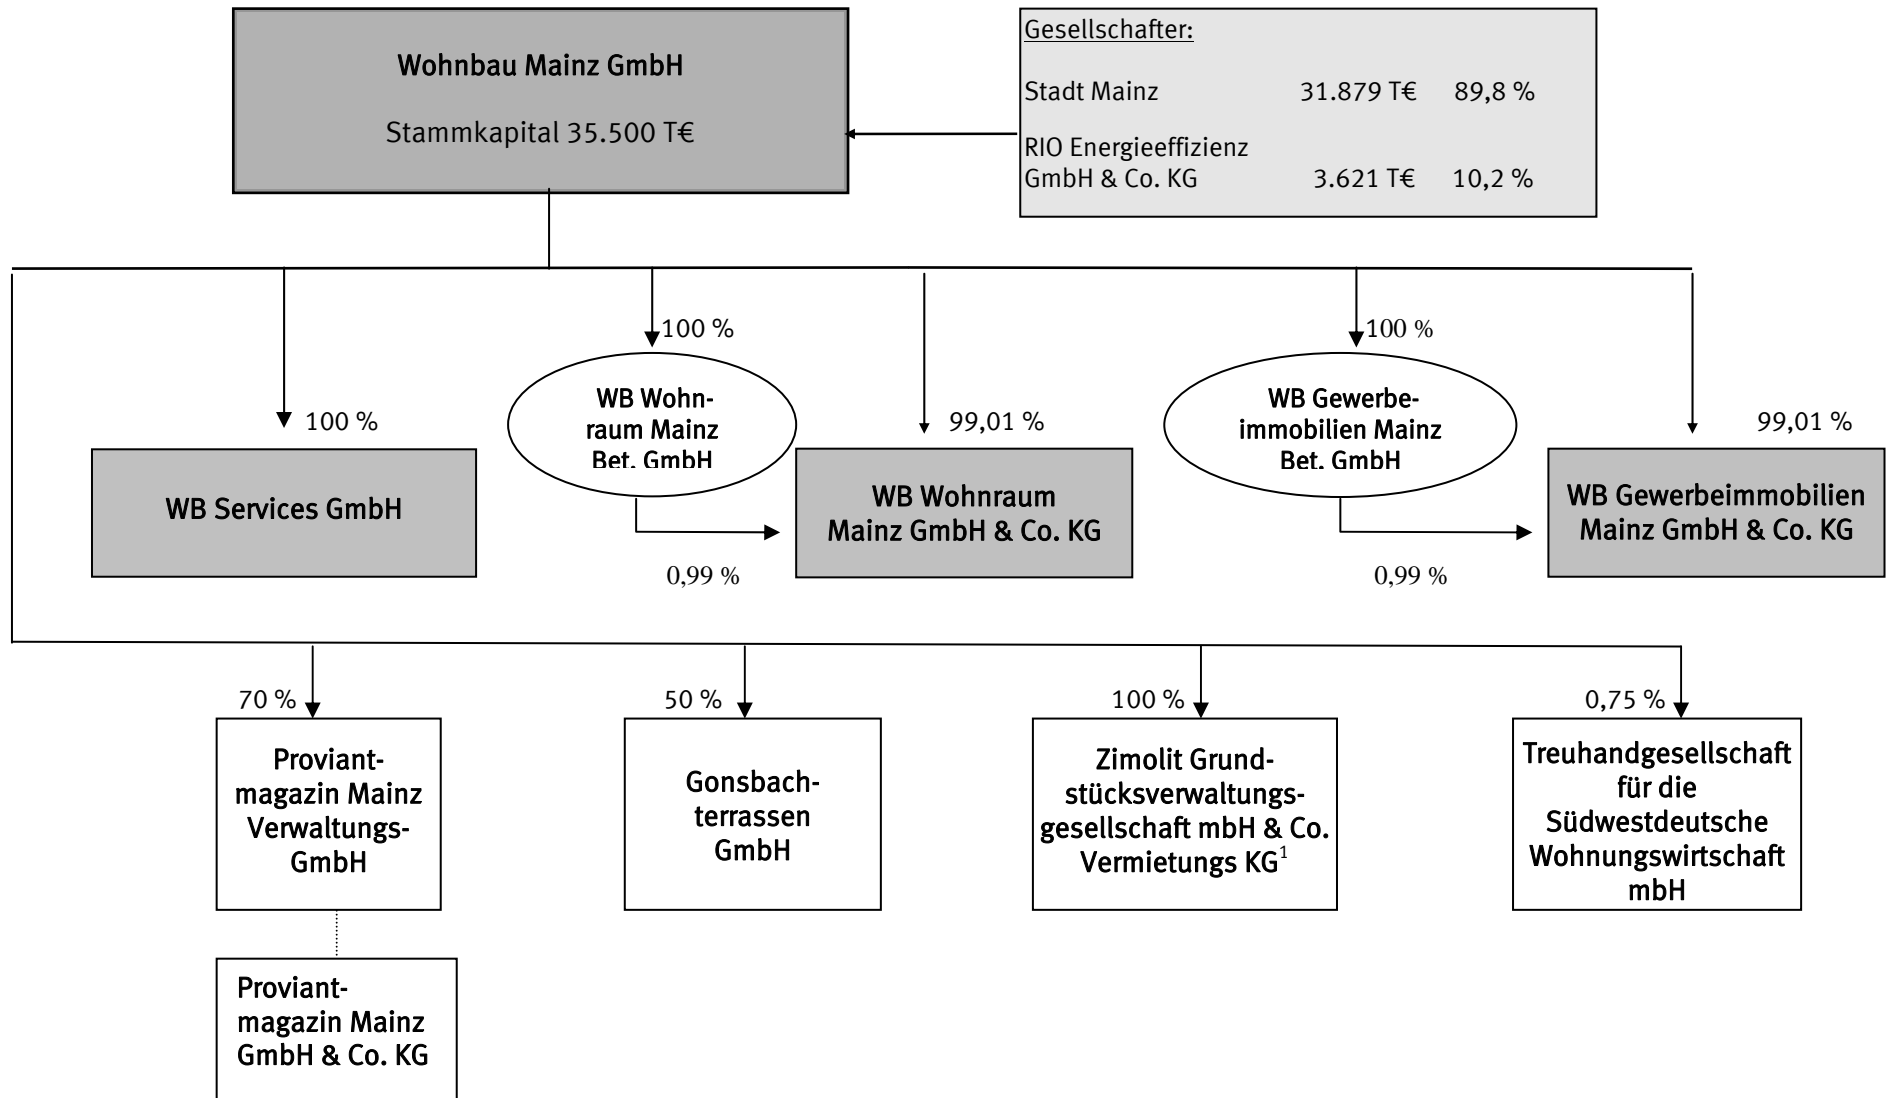 Wohnbau Mainz GmbH
Stammkapital 35.500 T€
Gesellschafter:
Stadt Mainz 31.879 T€ 89,8 %
RIO Energieeffizienz
GmbH & Co. KG 3.621 T€ 10,2 %
100 %
100 %
WB Wohn-
raum Mainz
Bet. GmbH
WB Gewerbe-
immobilien Mainz
Bet. GmbH
100 %
99,01 %
99,01 %
WB Services GmbH
WB Wohnraum
Mainz GmbH & Co. KG
WB Gewerbeimmobilien
Mainz GmbH & Co. KG
0,99 %
0,99 %
70 %
50 %
100 %
0,75 %
Proviant-
magazin Mainz
Verwaltungs-
GmbH
Gonsbach-
terrassen
GmbH
Zimolit Grund-
stücksverwaltungs-
gesellschaft mbH & Co.
Vermietungs KG¹
Treuhandgesellschaft
für die
Südwestdeutsche
Wohnungswirtschaft
mbH
Proviant-
magazin Mainz
GmbH & Co. KG